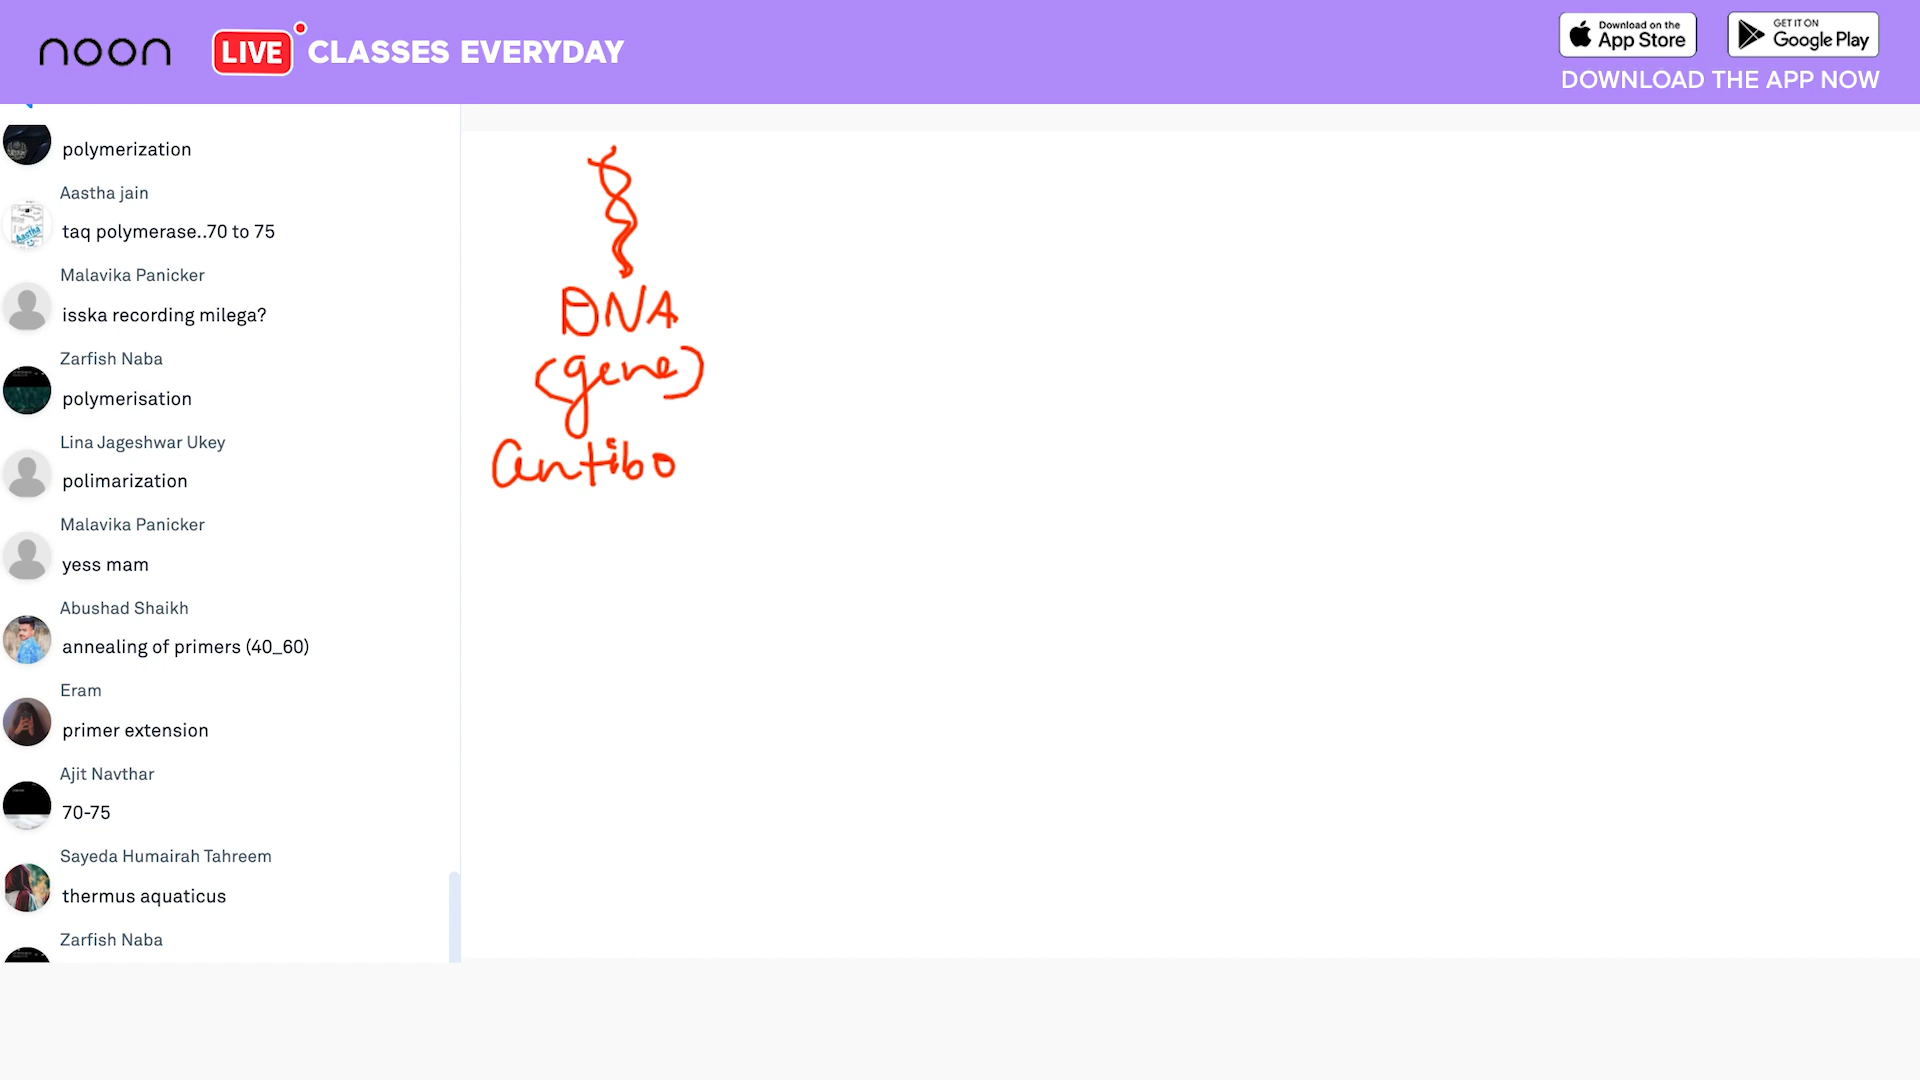 noon LIVE CLASSES EVERYDAY
Download on the App Store
GET IT ON Google Play
DOWNLOAD THE APP NOW
polymerization
Aastha jain
taq polymerase..70 to 75
Malavika Panicker
isska recording milega?
Zarfish Naba
polymerisation
Lina Jageshwar Ukey
polimarization
Malavika Panicker
yess mam
Abushad Shaikh
annealing of primers (40_60)
Eram
primer extension
Ajit Navthar
70-75
Sayeda Humairah Tahreem
thermus aquaticus
Zarfish Naba
DNA
(gene)
antibo